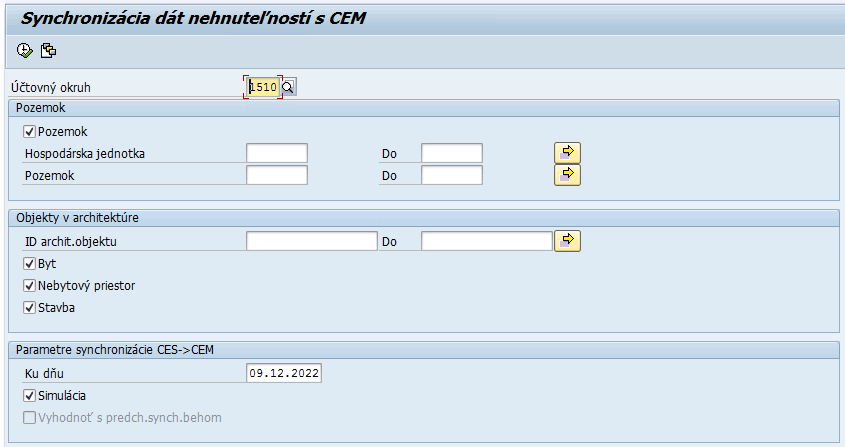 Synchronizácia dát nehnuteľností s CEM
Účtovný okruh 1510
Pozemok
Pozemok
Hospodárska jednotka Do
Pozemok Do
Objekty v architektúre
ID archit.objektu Do
Byt
Nebytový priestor
Stavba
Parametre synchronizácie CES->CEM
Ku dňu 09.12.2022
Simulácia
Vyhodnoť s predch.synch.behom